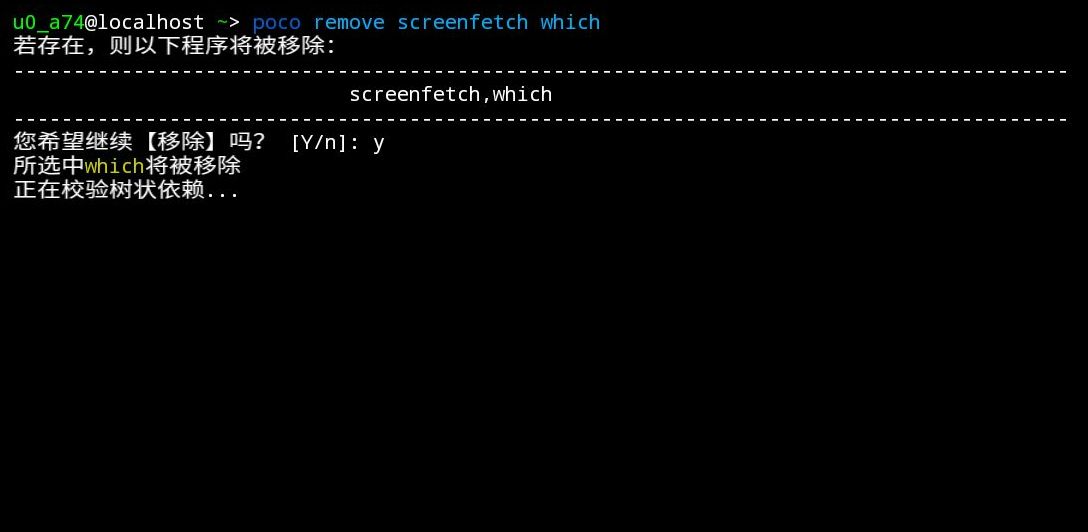 u0_a74@localhost ~> poco remove screenfetch which
若存在，则以下程序将被移除：
----------------------------------------------------------------------------------------
screenfetch,which
----------------------------------------------------------------------------------------
您希望继续【移除】吗？ [Y/n]: y
所选中which将被移除
正在校验树状依赖...